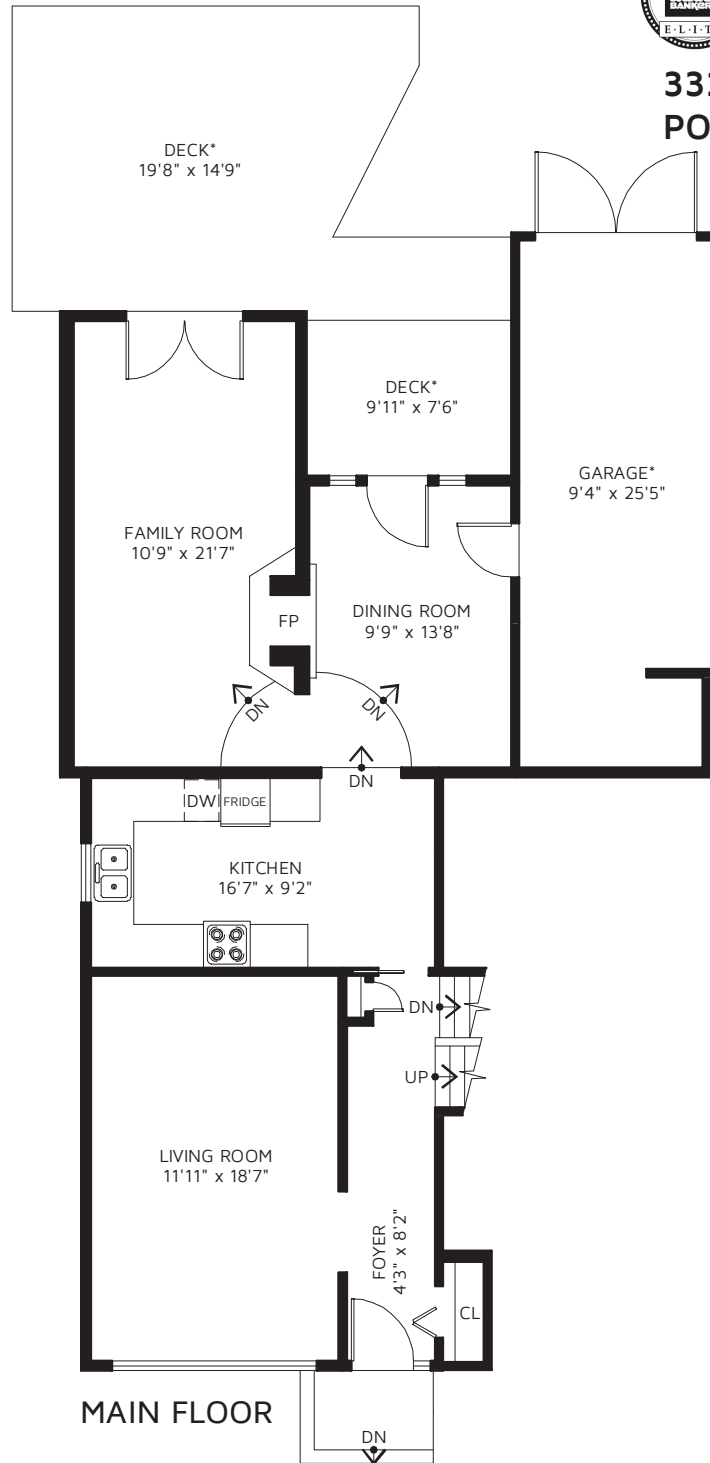 BANKER
E·L·I·T
DECK*
19'8" x 14'9"
DECK*
9'11" x 7'6"
GARAGE*
9'4" x 25'5"
FAMILY ROOM
10'9" x 21'7"
FP
DINING ROOM
9'9" x 13'8"
DN
DN
DN
DW
FRIDGE
KITCHEN
16'7" x 9'2"
DN
UP
LIVING ROOM
11'11" x 18'7"
FOYER
4'3" x 8'2"
CL
MAIN FLOOR
DN